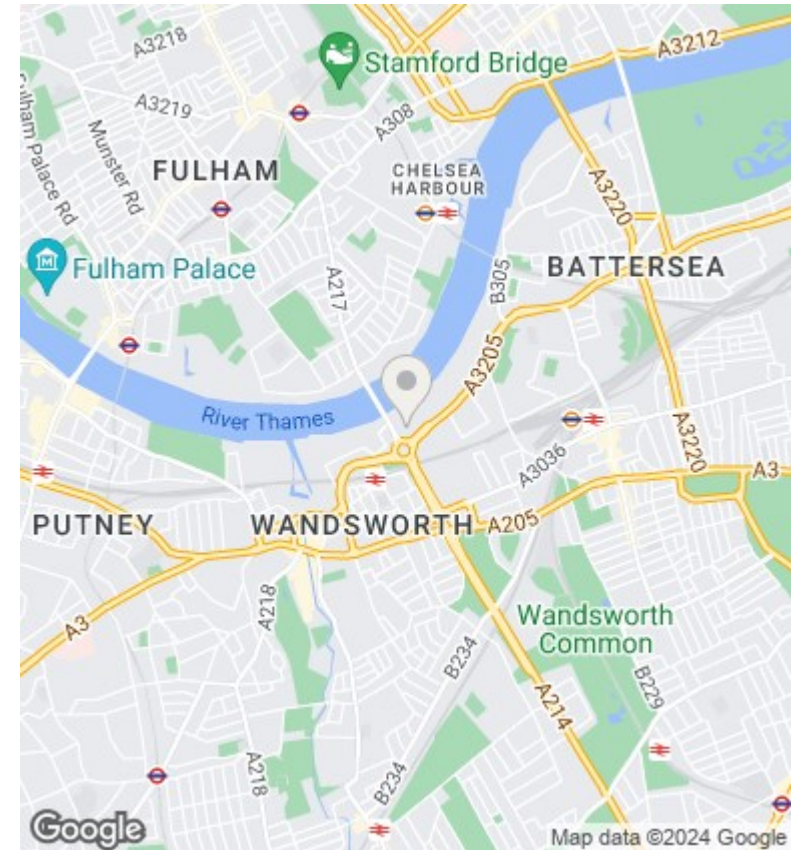 A3218
Stamford Bridge
A3212
A3219
A308
Fulham Palace Rd
Munster Rd
FULHAM
CHELSEA
HARBOUR
A3220
Fulham Palace
A217
B305
BATTERSEA
A3205
River Thames
A3220
A3036
A3
PUTNEY
WANDSWORTH
A205
A218
A3
Wandsworth
Common
B234
B229
A214
A218
B234
Google
Map data ©2024 Google